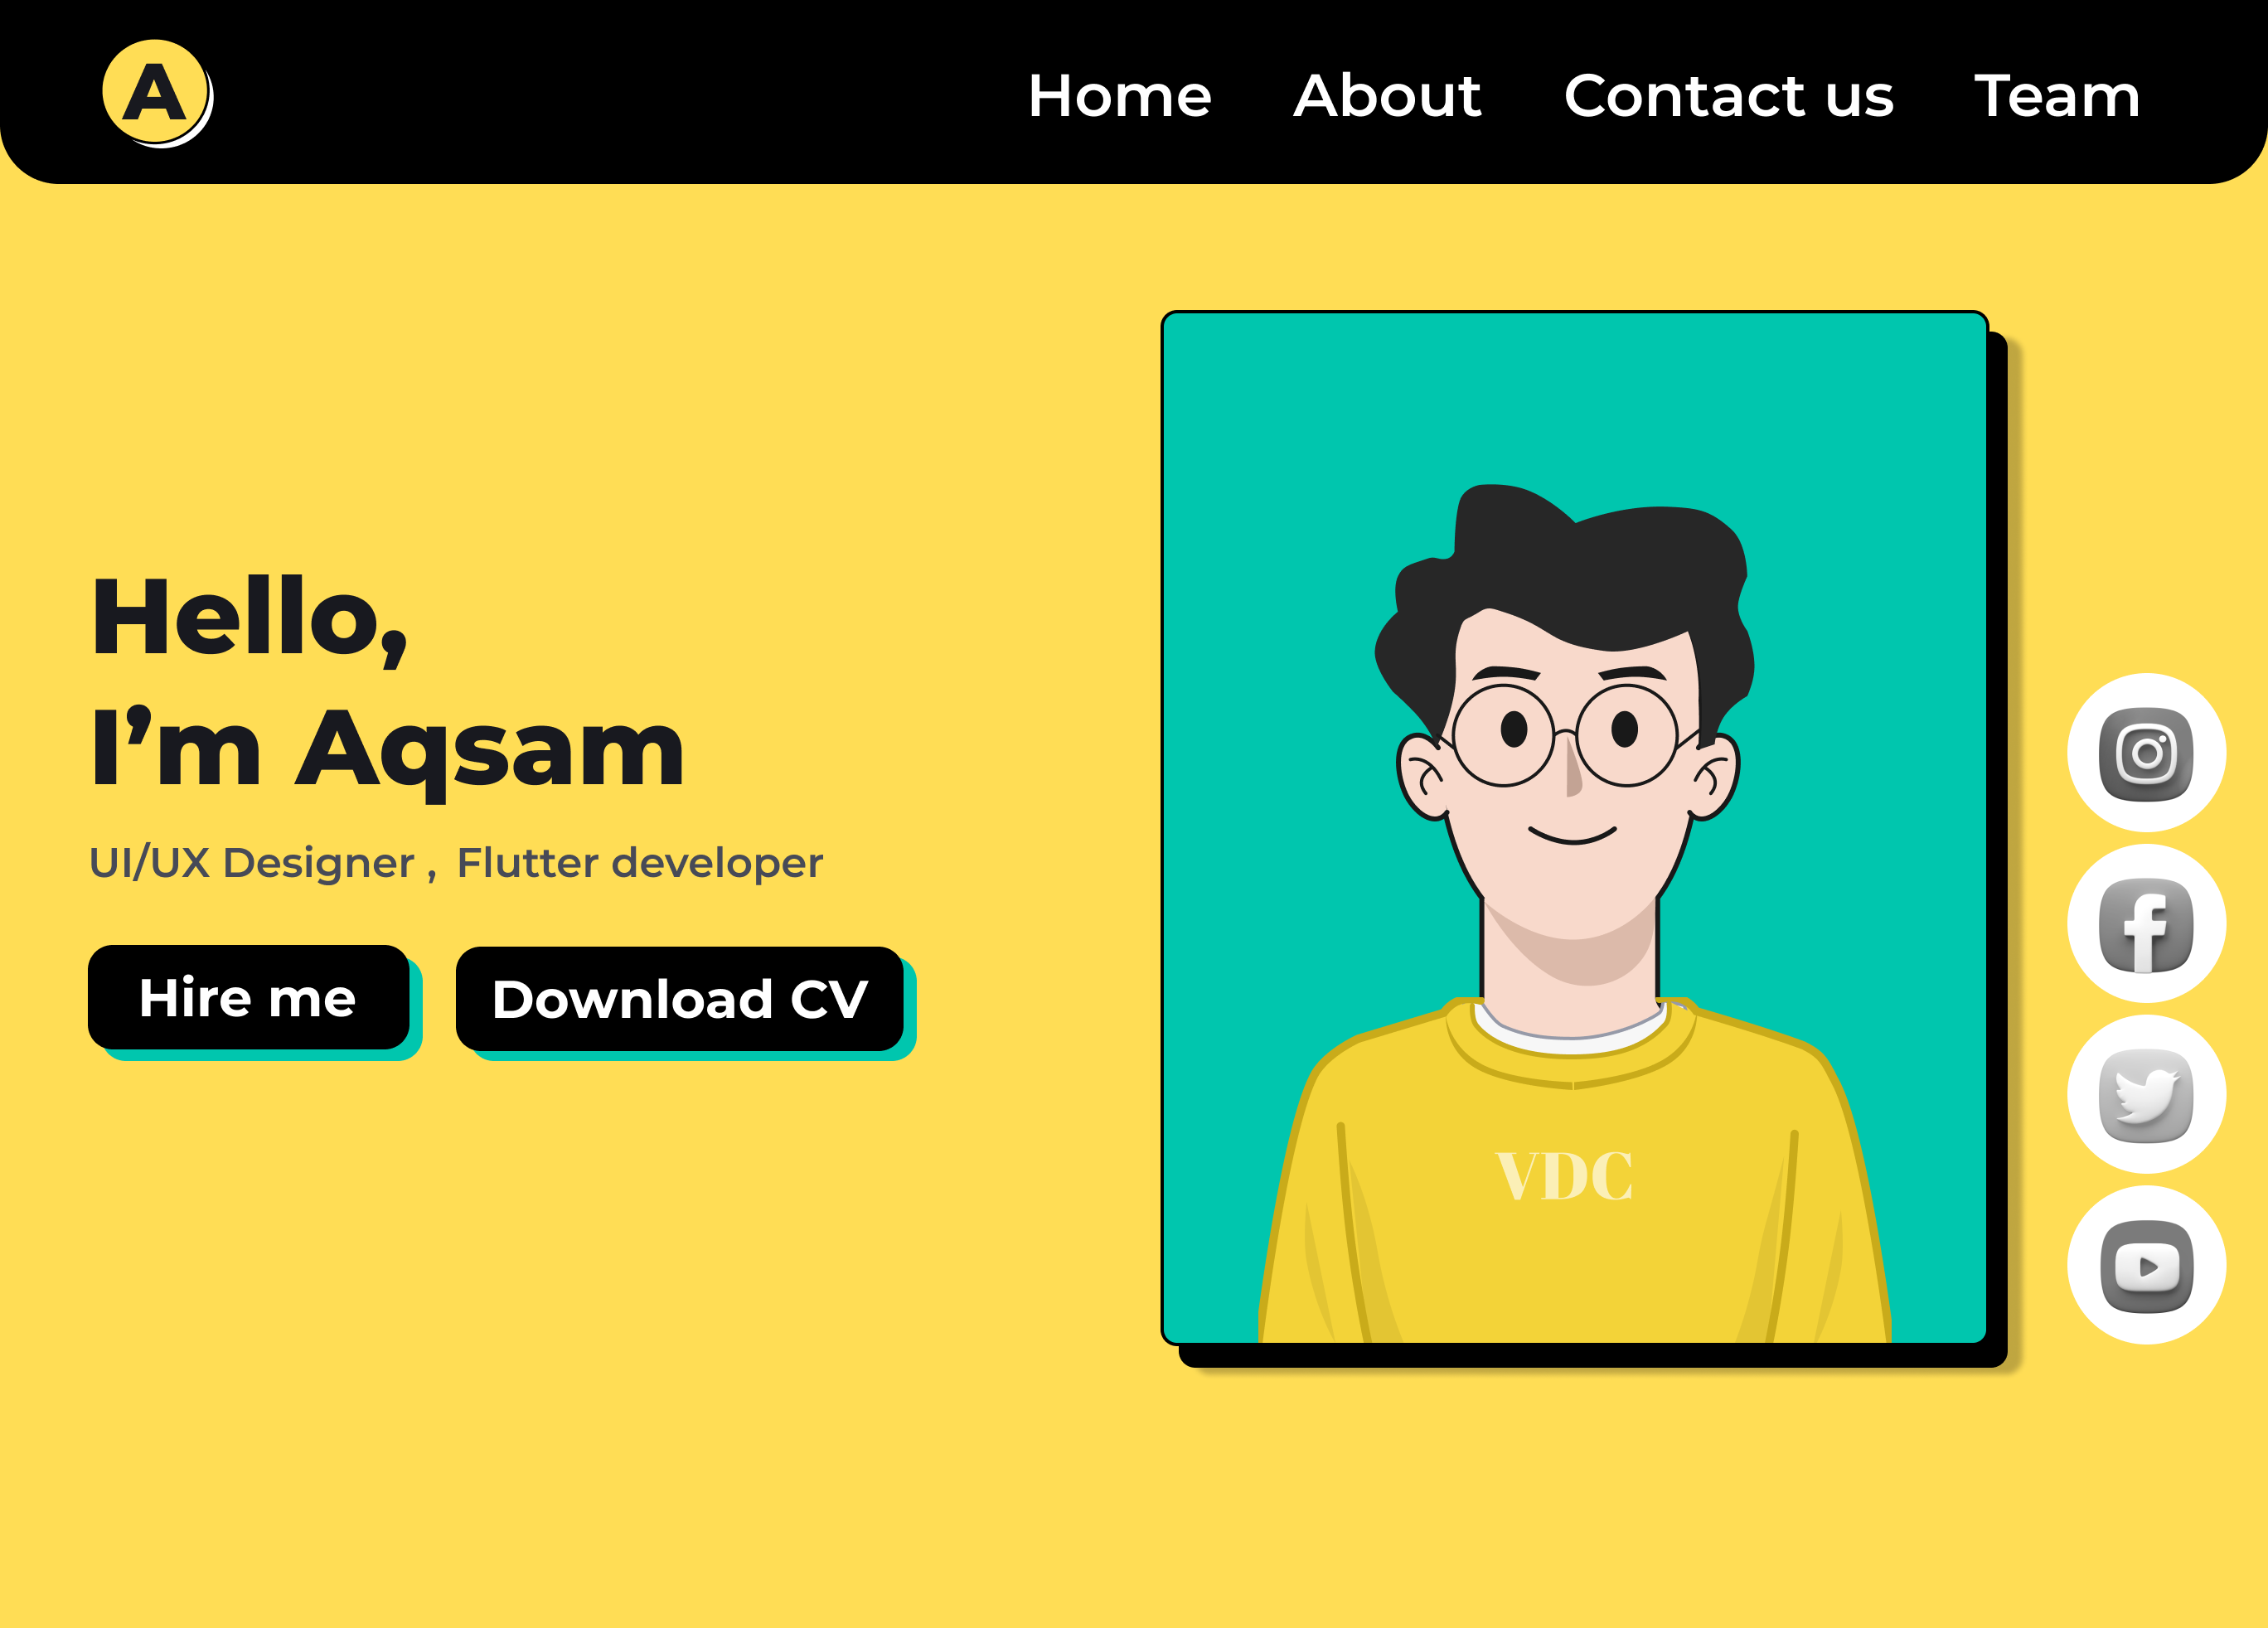 A
Home About Contact us Team
Hello,
I’m Aqsam
UI/UX Designer , Flutter developer
Hire me
Download CV
VDC